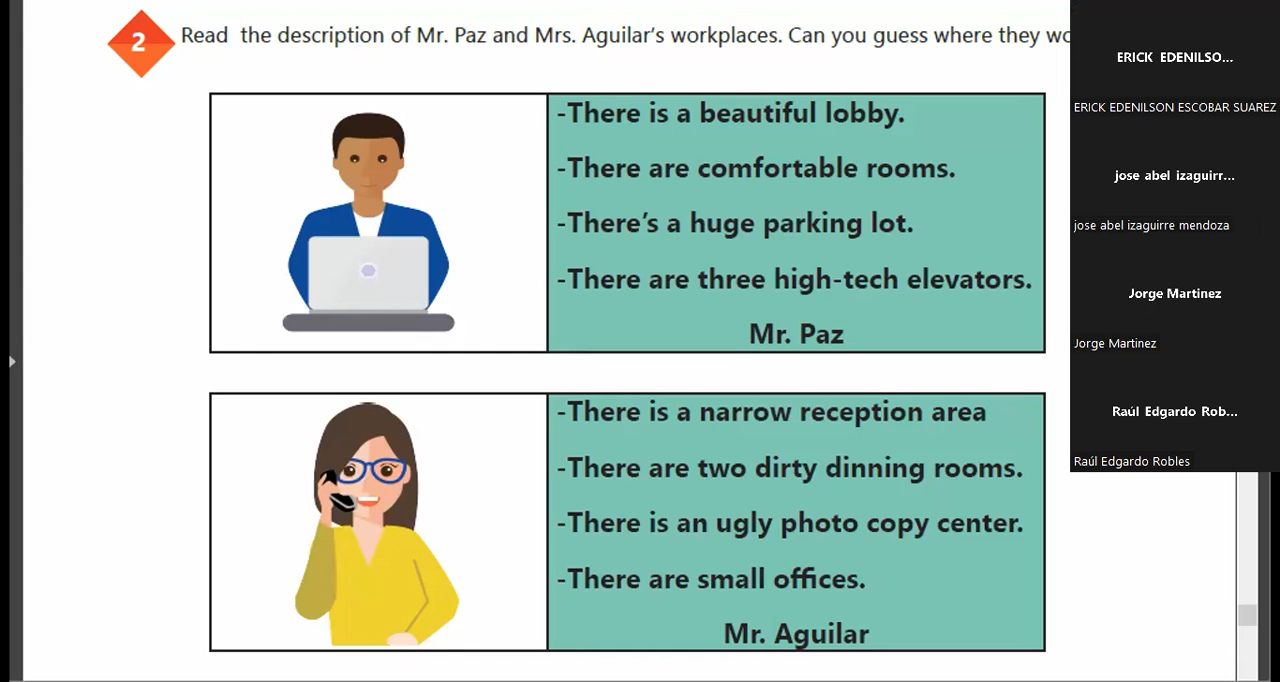 2
Read the description of Mr. Paz and Mrs. Aguilar's workplaces. Can you guess where they
-There is a beautiful lobby.
-There are comfortable rooms.
-There's a huge parking lot.
-There are three high-tech elevators.
Mr. Paz
-There is a narrow reception area
-There are two dirty dinning rooms.
-There is an ugly photo copy center.
-There are small offices.
Mr. Aguilar
ERICK EDENILSO...
ERICK EDENILSON ESCOBAR SUAREZ
jose abel izaguirr...
jose abel izaguirre mendoza
Jorge Martinez
Jorge Martinez
Raúl Edgardo Rob...
Raúl Edgardo Robles